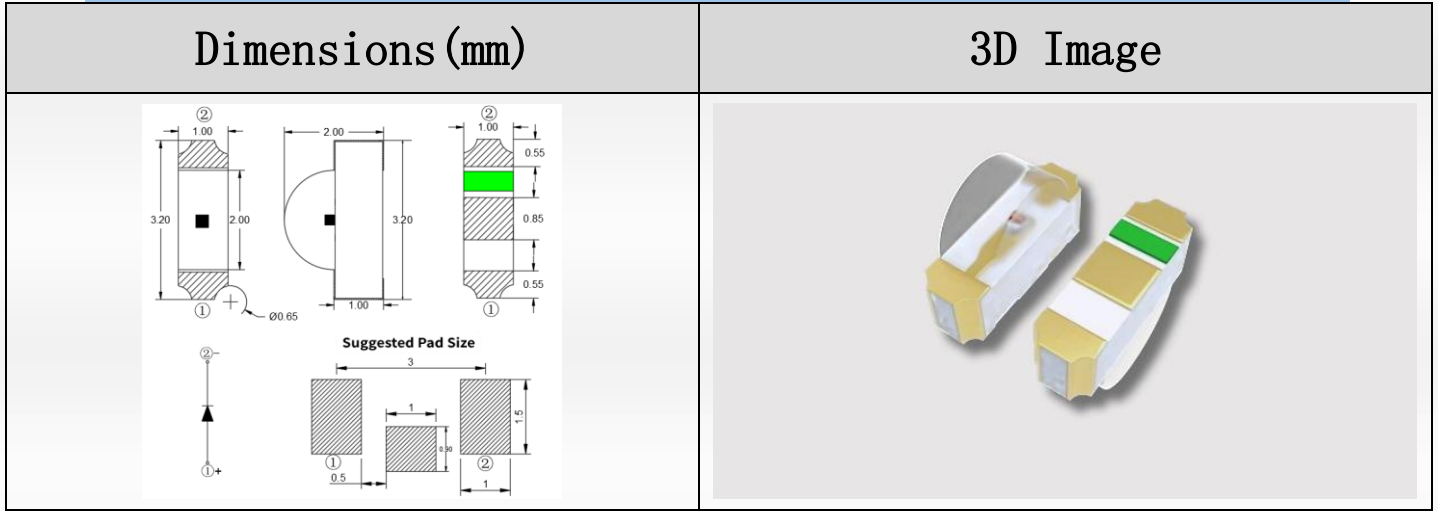 Dimensions(mm)
3D Image
② ②
1.00 2.00 1.00
0.55
3.20 2.00 3.20 0.85
0.55
① 1.00 ①
Ø0.65
Suggested Pad Size
②- 3
1
1.5
0.90
① ②
①+ 0.5 1